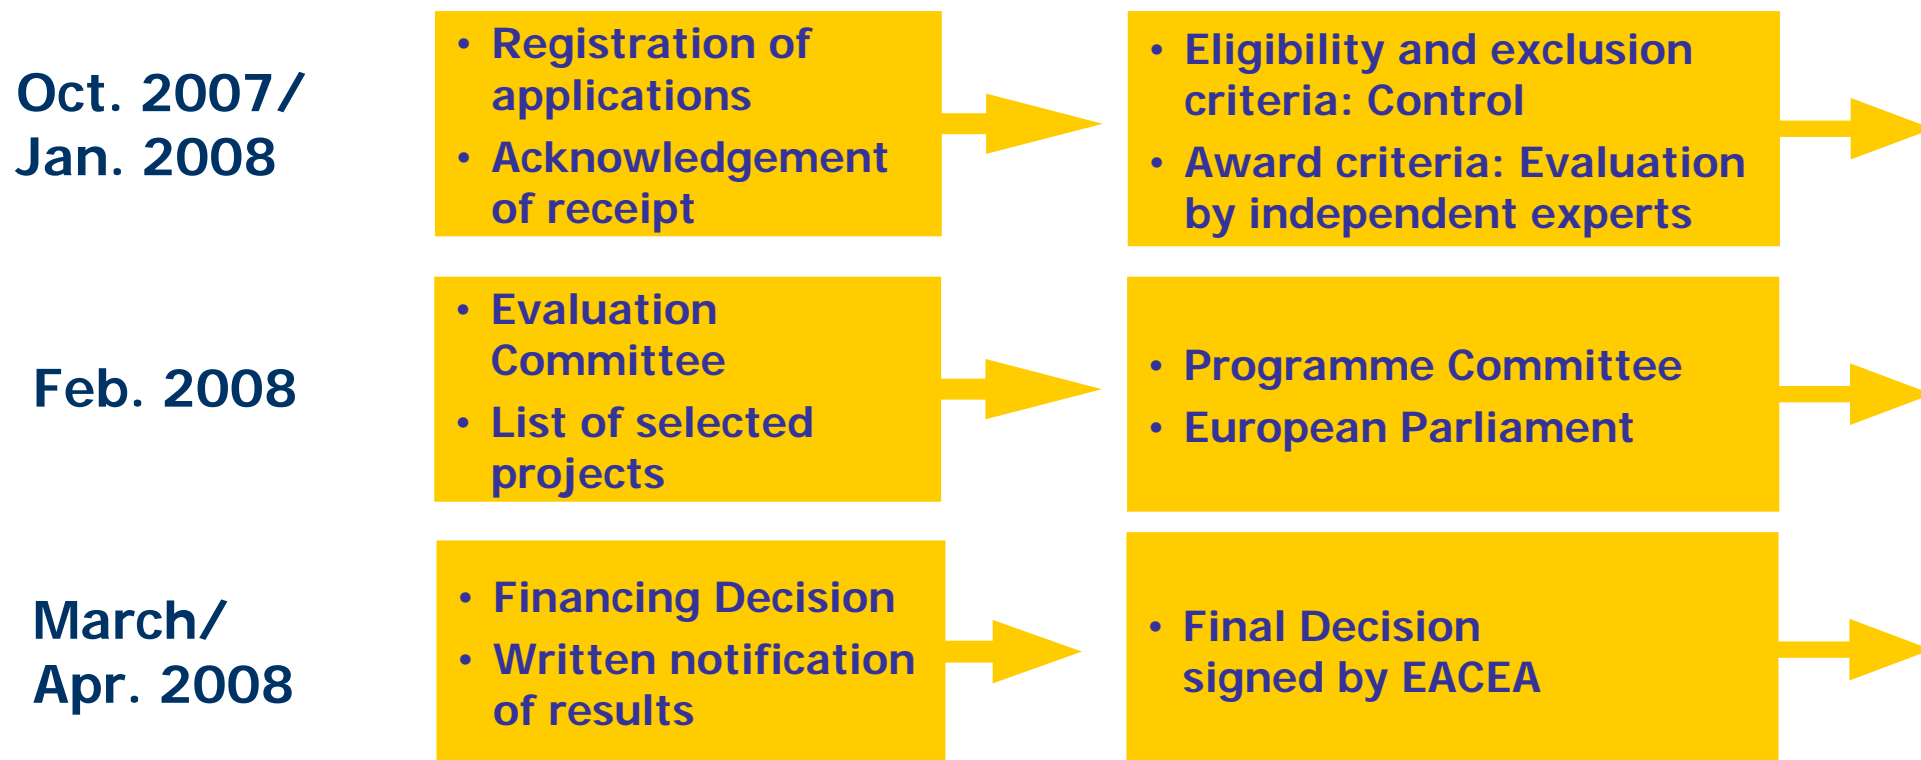 Oct. 2007/
Jan. 2008
• Registration of
applications
• Acknowledgement
of receipt
• Eligibility and exclusion
criteria: Control
• Award criteria: Evaluation
by independent experts
Feb. 2008
• Evaluation
Committee
• List of selected
projects
• Programme Committee
• European Parliament
March/
Apr. 2008
• Financing Decision
• Written notification
of results
• Final Decision
signed by EACEA